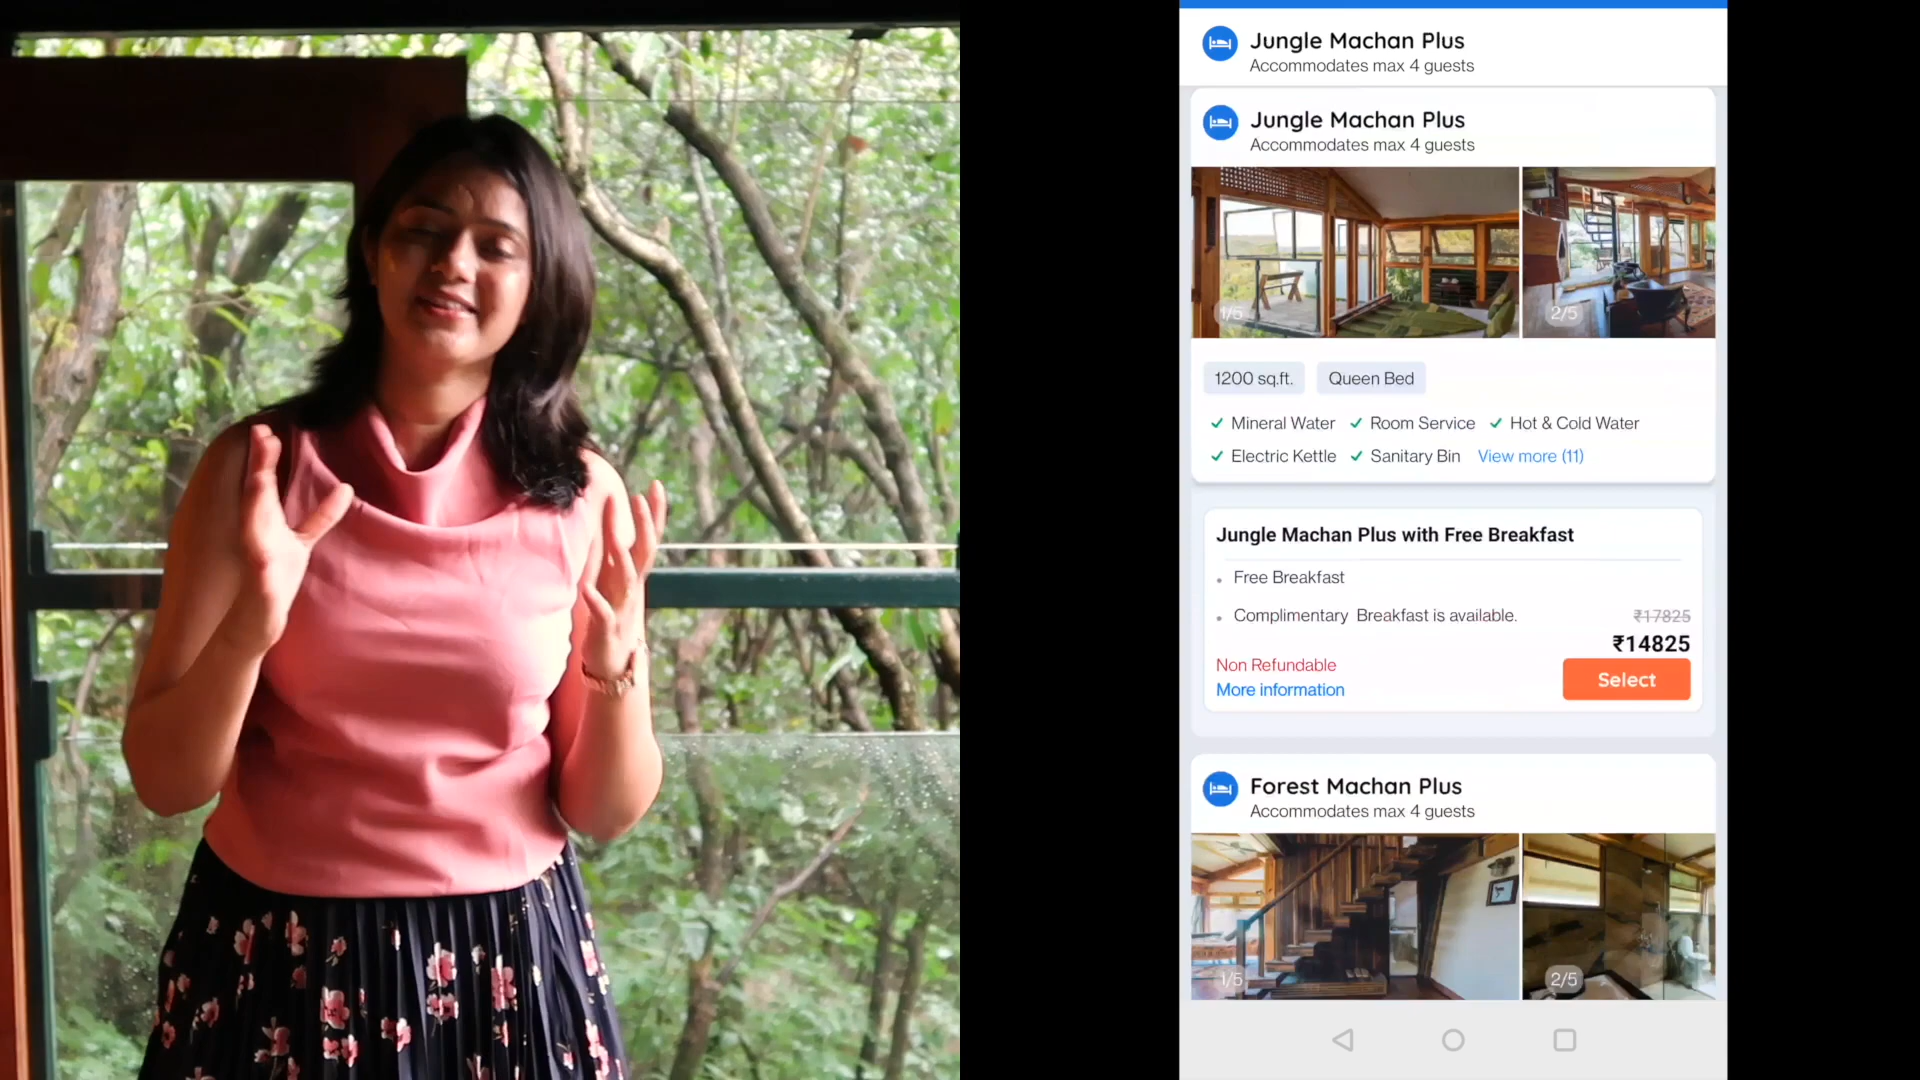 Jungle Machan Plus
Accommodates max 4 guests
Jungle Machan Plus
Accommodates max 4 guests
1/5
2/5
1200 sq.ft.
Queen Bed
Mineral Water
Room Service
Hot & Cold Water
Electric Kettle
Sanitary Bin
View more (11)
Jungle Machan Plus with Free Breakfast
Free Breakfast
Complimentary Breakfast is available.
₹17825
₹14825
Non Refundable
More information
Select
Forest Machan Plus
Accommodates max 4 guests
1/5
2/5